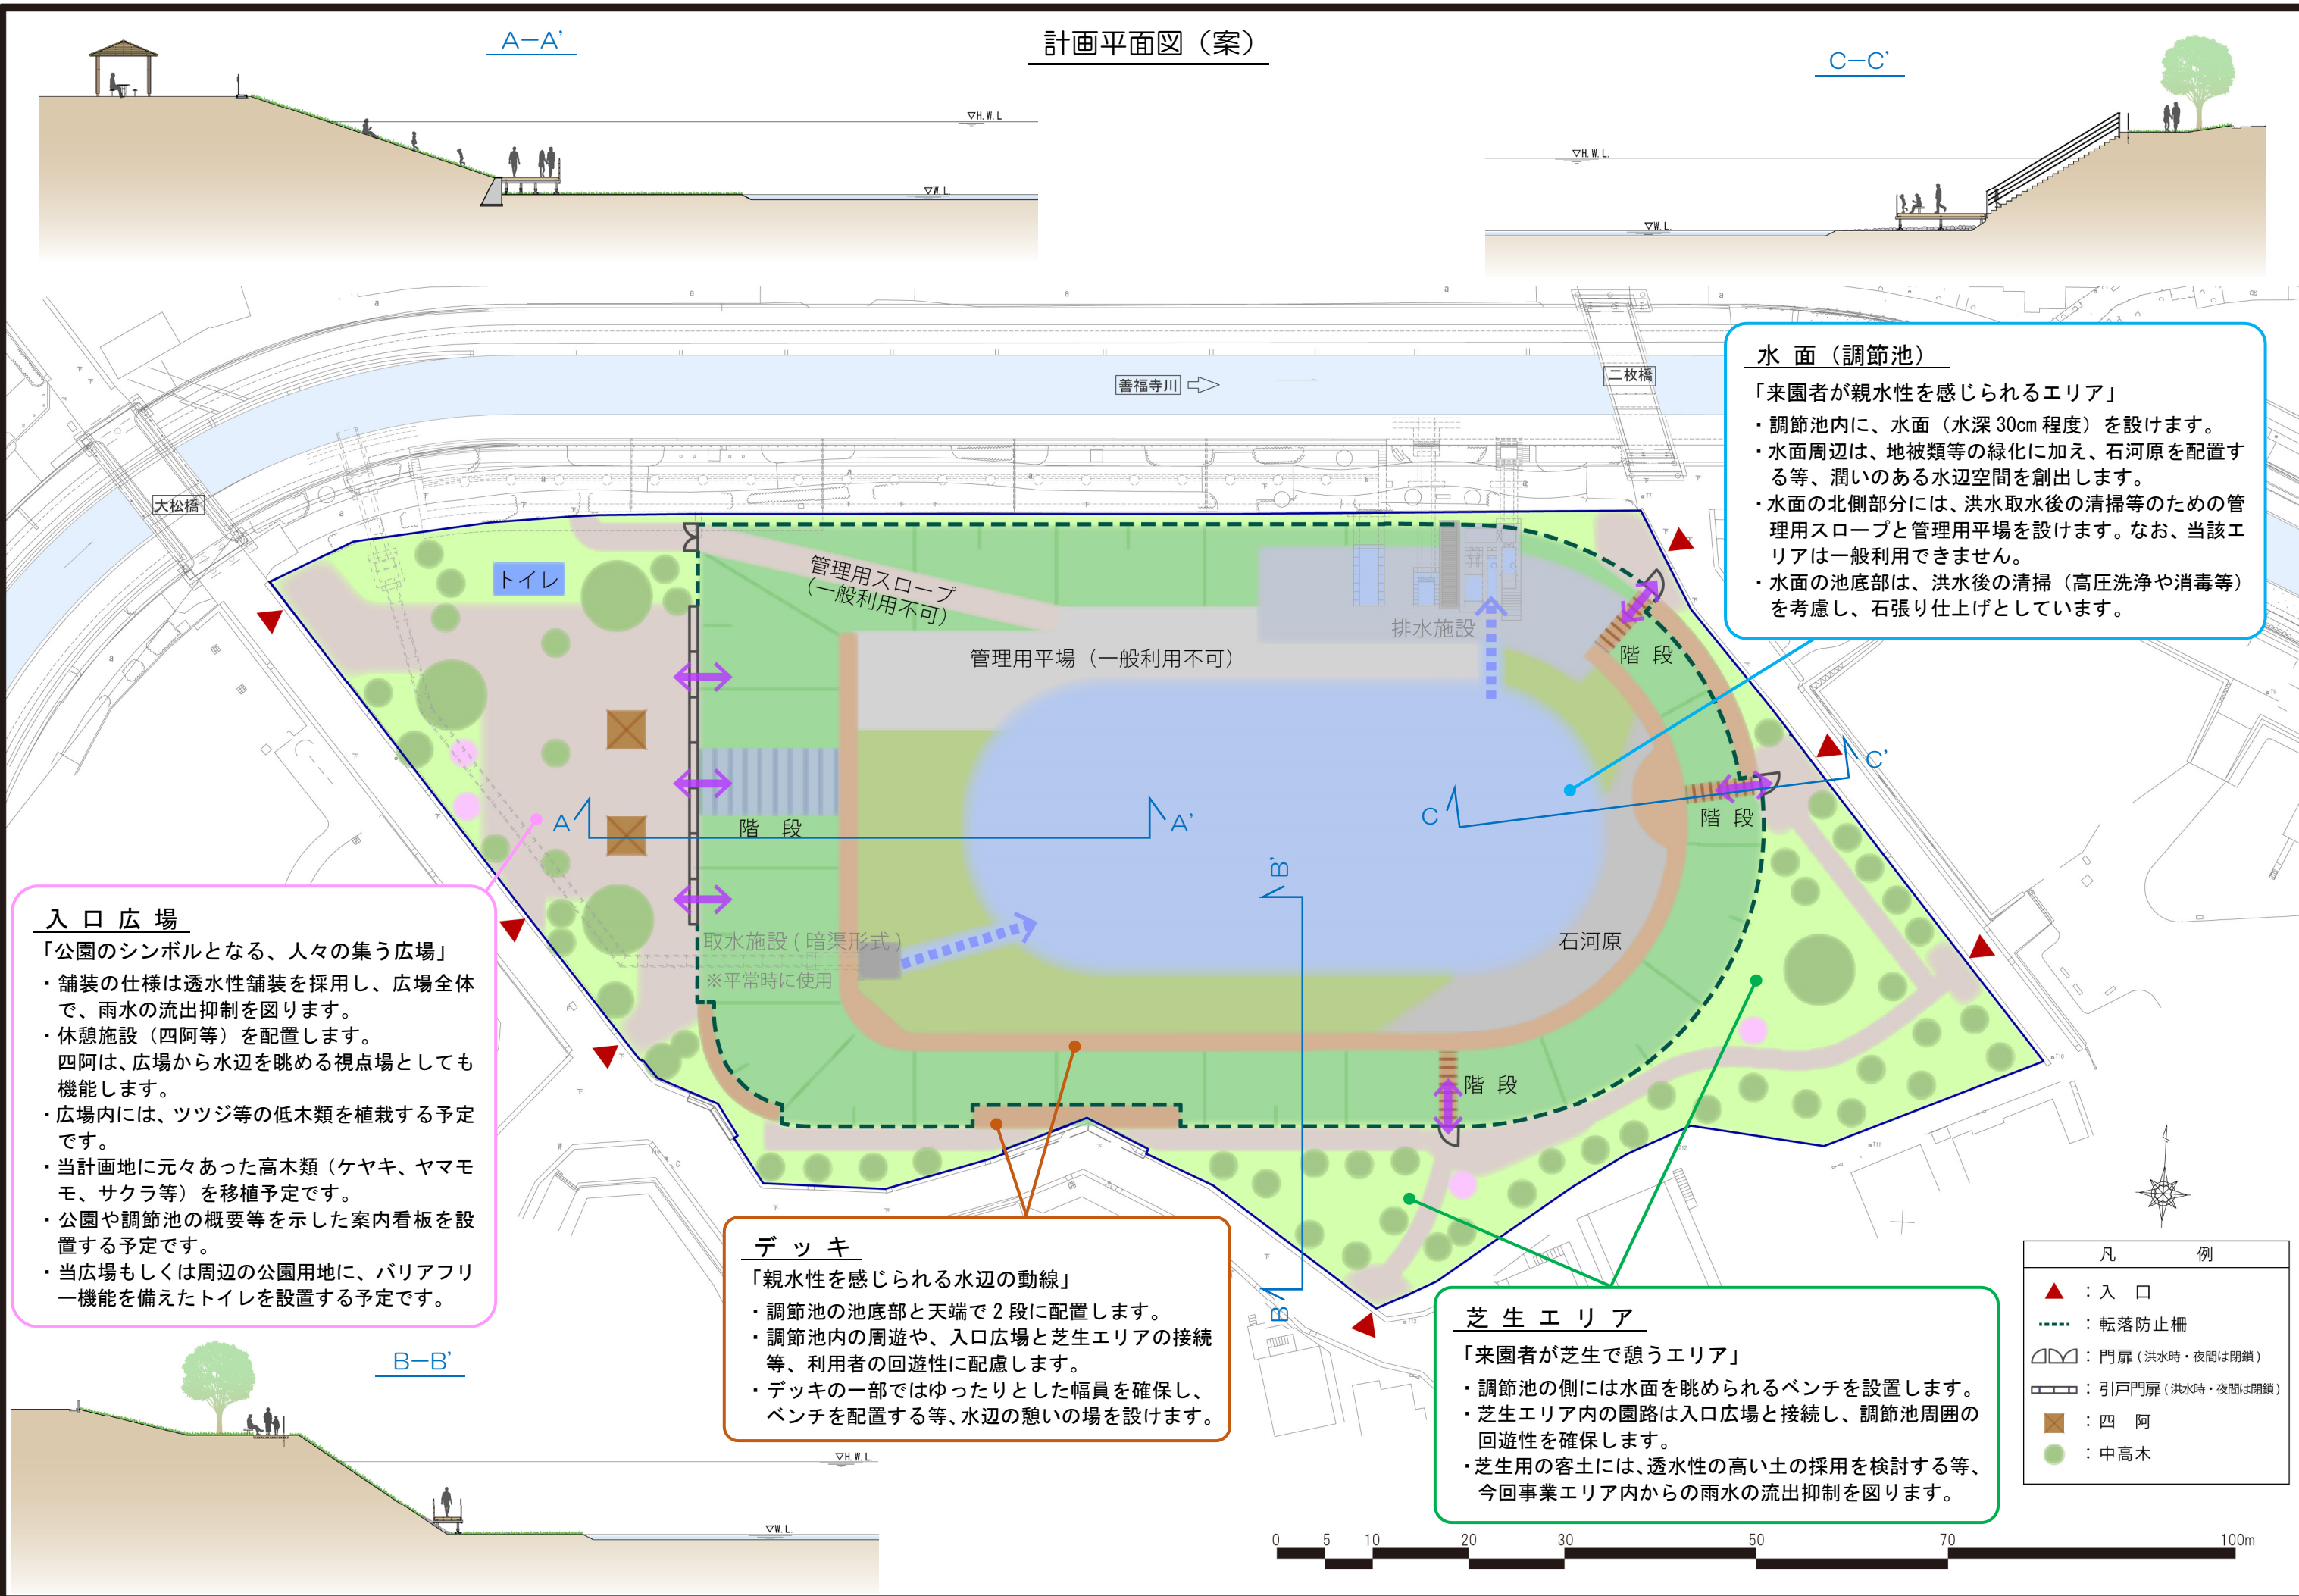 計画平面図（案）
A−A’
▽H.W.L
▽W.L
C−C’
▽H.W.L.
▽W.L.
善福寺川
二枚橋
大松橋
水 面（調節池）
「来園者が親水性を感じられるエリア」
・調節池内に、水面（水深 30cm 程度）を設けます。
・水面周辺は、地被類等の緑化に加え、石河原を配置す
る等、潤いのある水辺空間を創出します。
・水面の北側部分には、洪水取水後の清掃等のための管
理用スロープと管理用平場を設けます。なお、当該エ
リアは一般利用できません。
・水面の池底部は、洪水後の清掃（高圧洗浄や消毒等）
を考慮し、石張り仕上げとしています。
トイレ
管理用スロープ
（一般利用不可）
管理用平場（一般利用不可）
排水施設
階 段
階 段
階 段
階 段
A
A’
B’
B
C
C’
取水施設（暗渠形式）
※平常時に使用
石河原
入 口 広 場
「公園のシンボルとなる、人々の集う広場」
・舗装の仕様は透水性舗装を採用し、広場全体
で、雨水の流出抑制を図ります。
・休憩施設（四阿等）を配置します。
四阿は、広場から水辺を眺める視点場としても
機能します。
・広場内には、ツツジ等の低木類を植栽する予定
です。
・当計画地に元々あった高木類（ケヤキ、ヤマモ
モ、サクラ等）を移植予定です。
・公園や調節池の概要等を示した案内看板を設
置する予定です。
・当広場もしくは周辺の公園用地に、バリアフリ
ー機能を備えたトイレを設置する予定です。
デ ッ キ
「親水性を感じられる水辺の動線」
・調節池の池底部と天端で 2 段に配置します。
・調節池内の周遊や、入口広場と芝生エリアの接続
等、利用者の回遊性に配慮します。
・デッキの一部ではゆったりとした幅員を確保し、
ベンチを配置する等、水辺の憩いの場を設けます。
芝 生 エ リ ア
「来園者が芝生で憩うエリア」
・調節池の側には水面を眺められるベンチを設置します。
・芝生エリア内の園路は入口広場と接続し、調節池周囲の
回遊性を確保します。
・芝生用の客土には、透水性の高い土の採用を検討する等、
今回事業エリア内からの雨水の流出抑制を図ります。
凡 例
：入 口
：転落防止柵
：門扉（洪水時・夜間は閉鎖）
：引戸門扉（洪水時・夜間は閉鎖）
：四 阿
：中高木
B−B’
▽H.W.L.
▽W.L.
0 5 10 20 30 50 70 100m